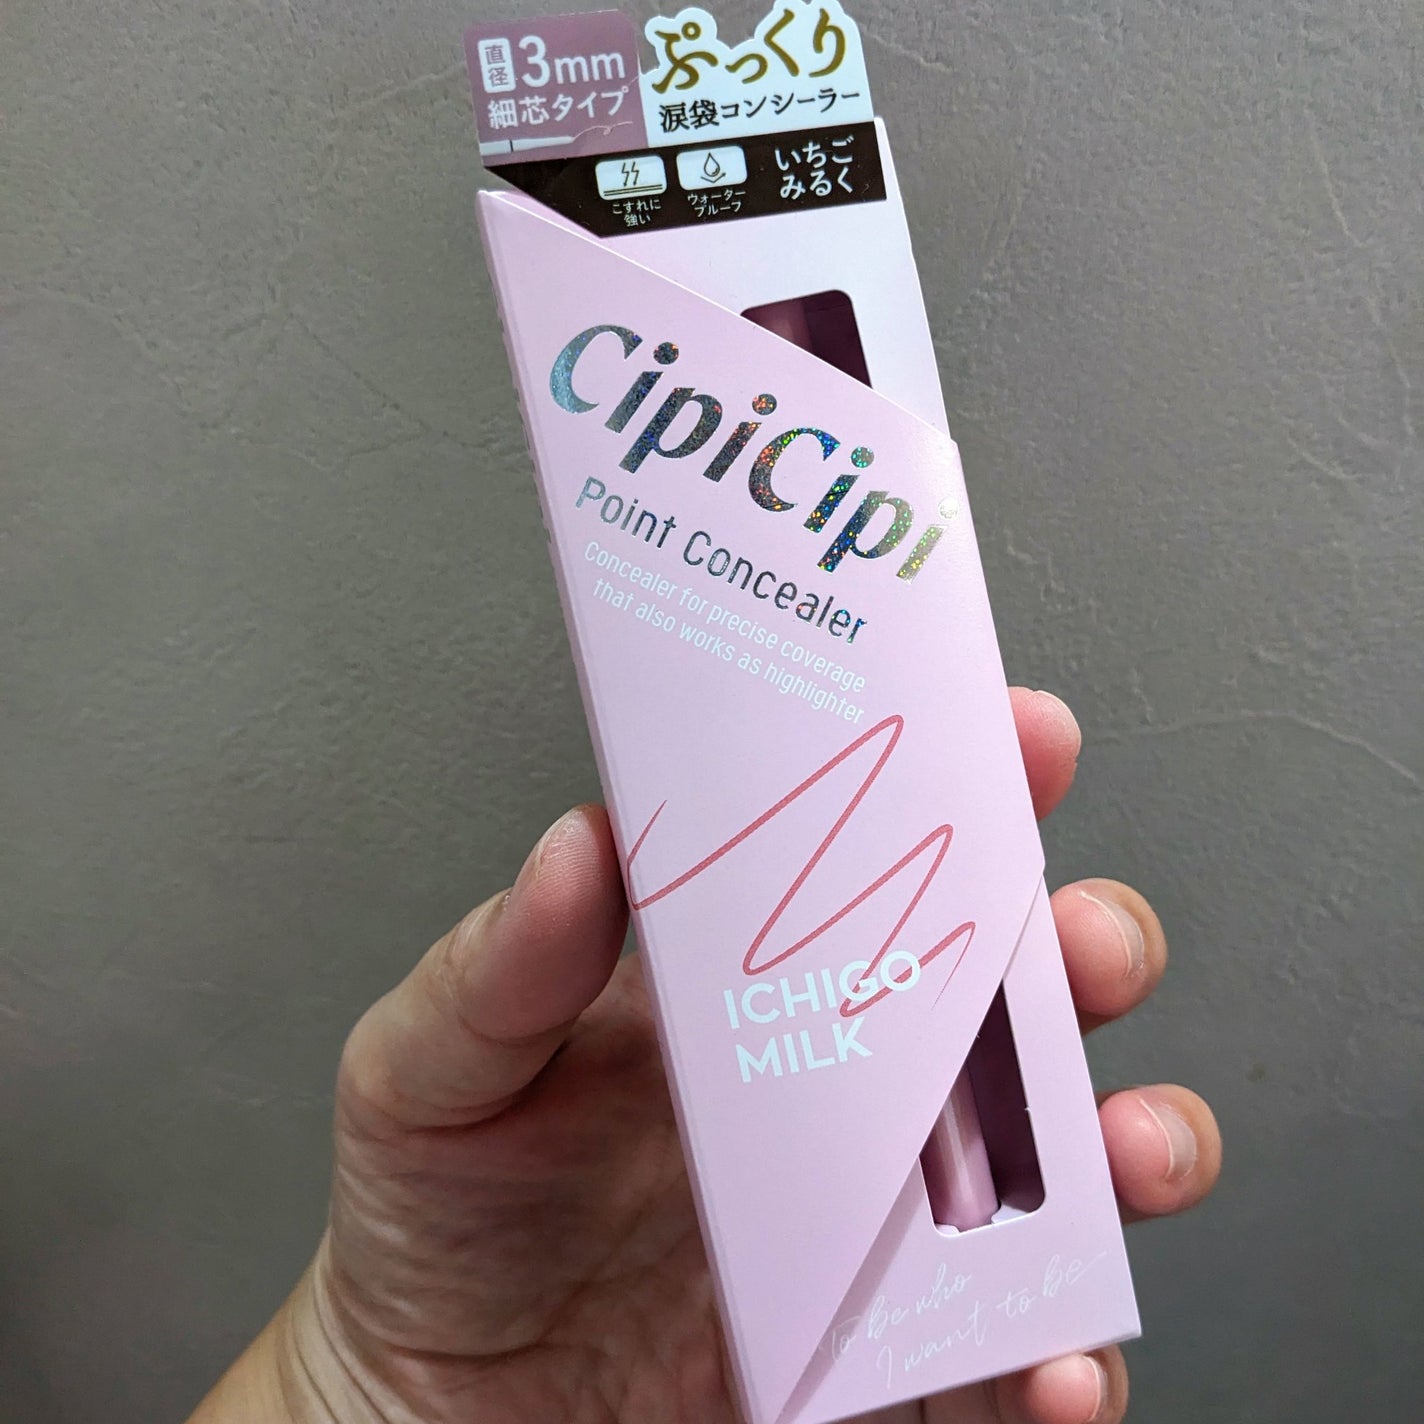 直径 3mm
細芯タイプ
ぷっくり
涙袋コンシーラー
こすれに
強い
ウォーター
プルーフ
いちご
みるく
CipiCipi
Point Concealer
Concealer for precise coverage
that also works as highlighter
ICHIGO
MILK
To be who
I want to be